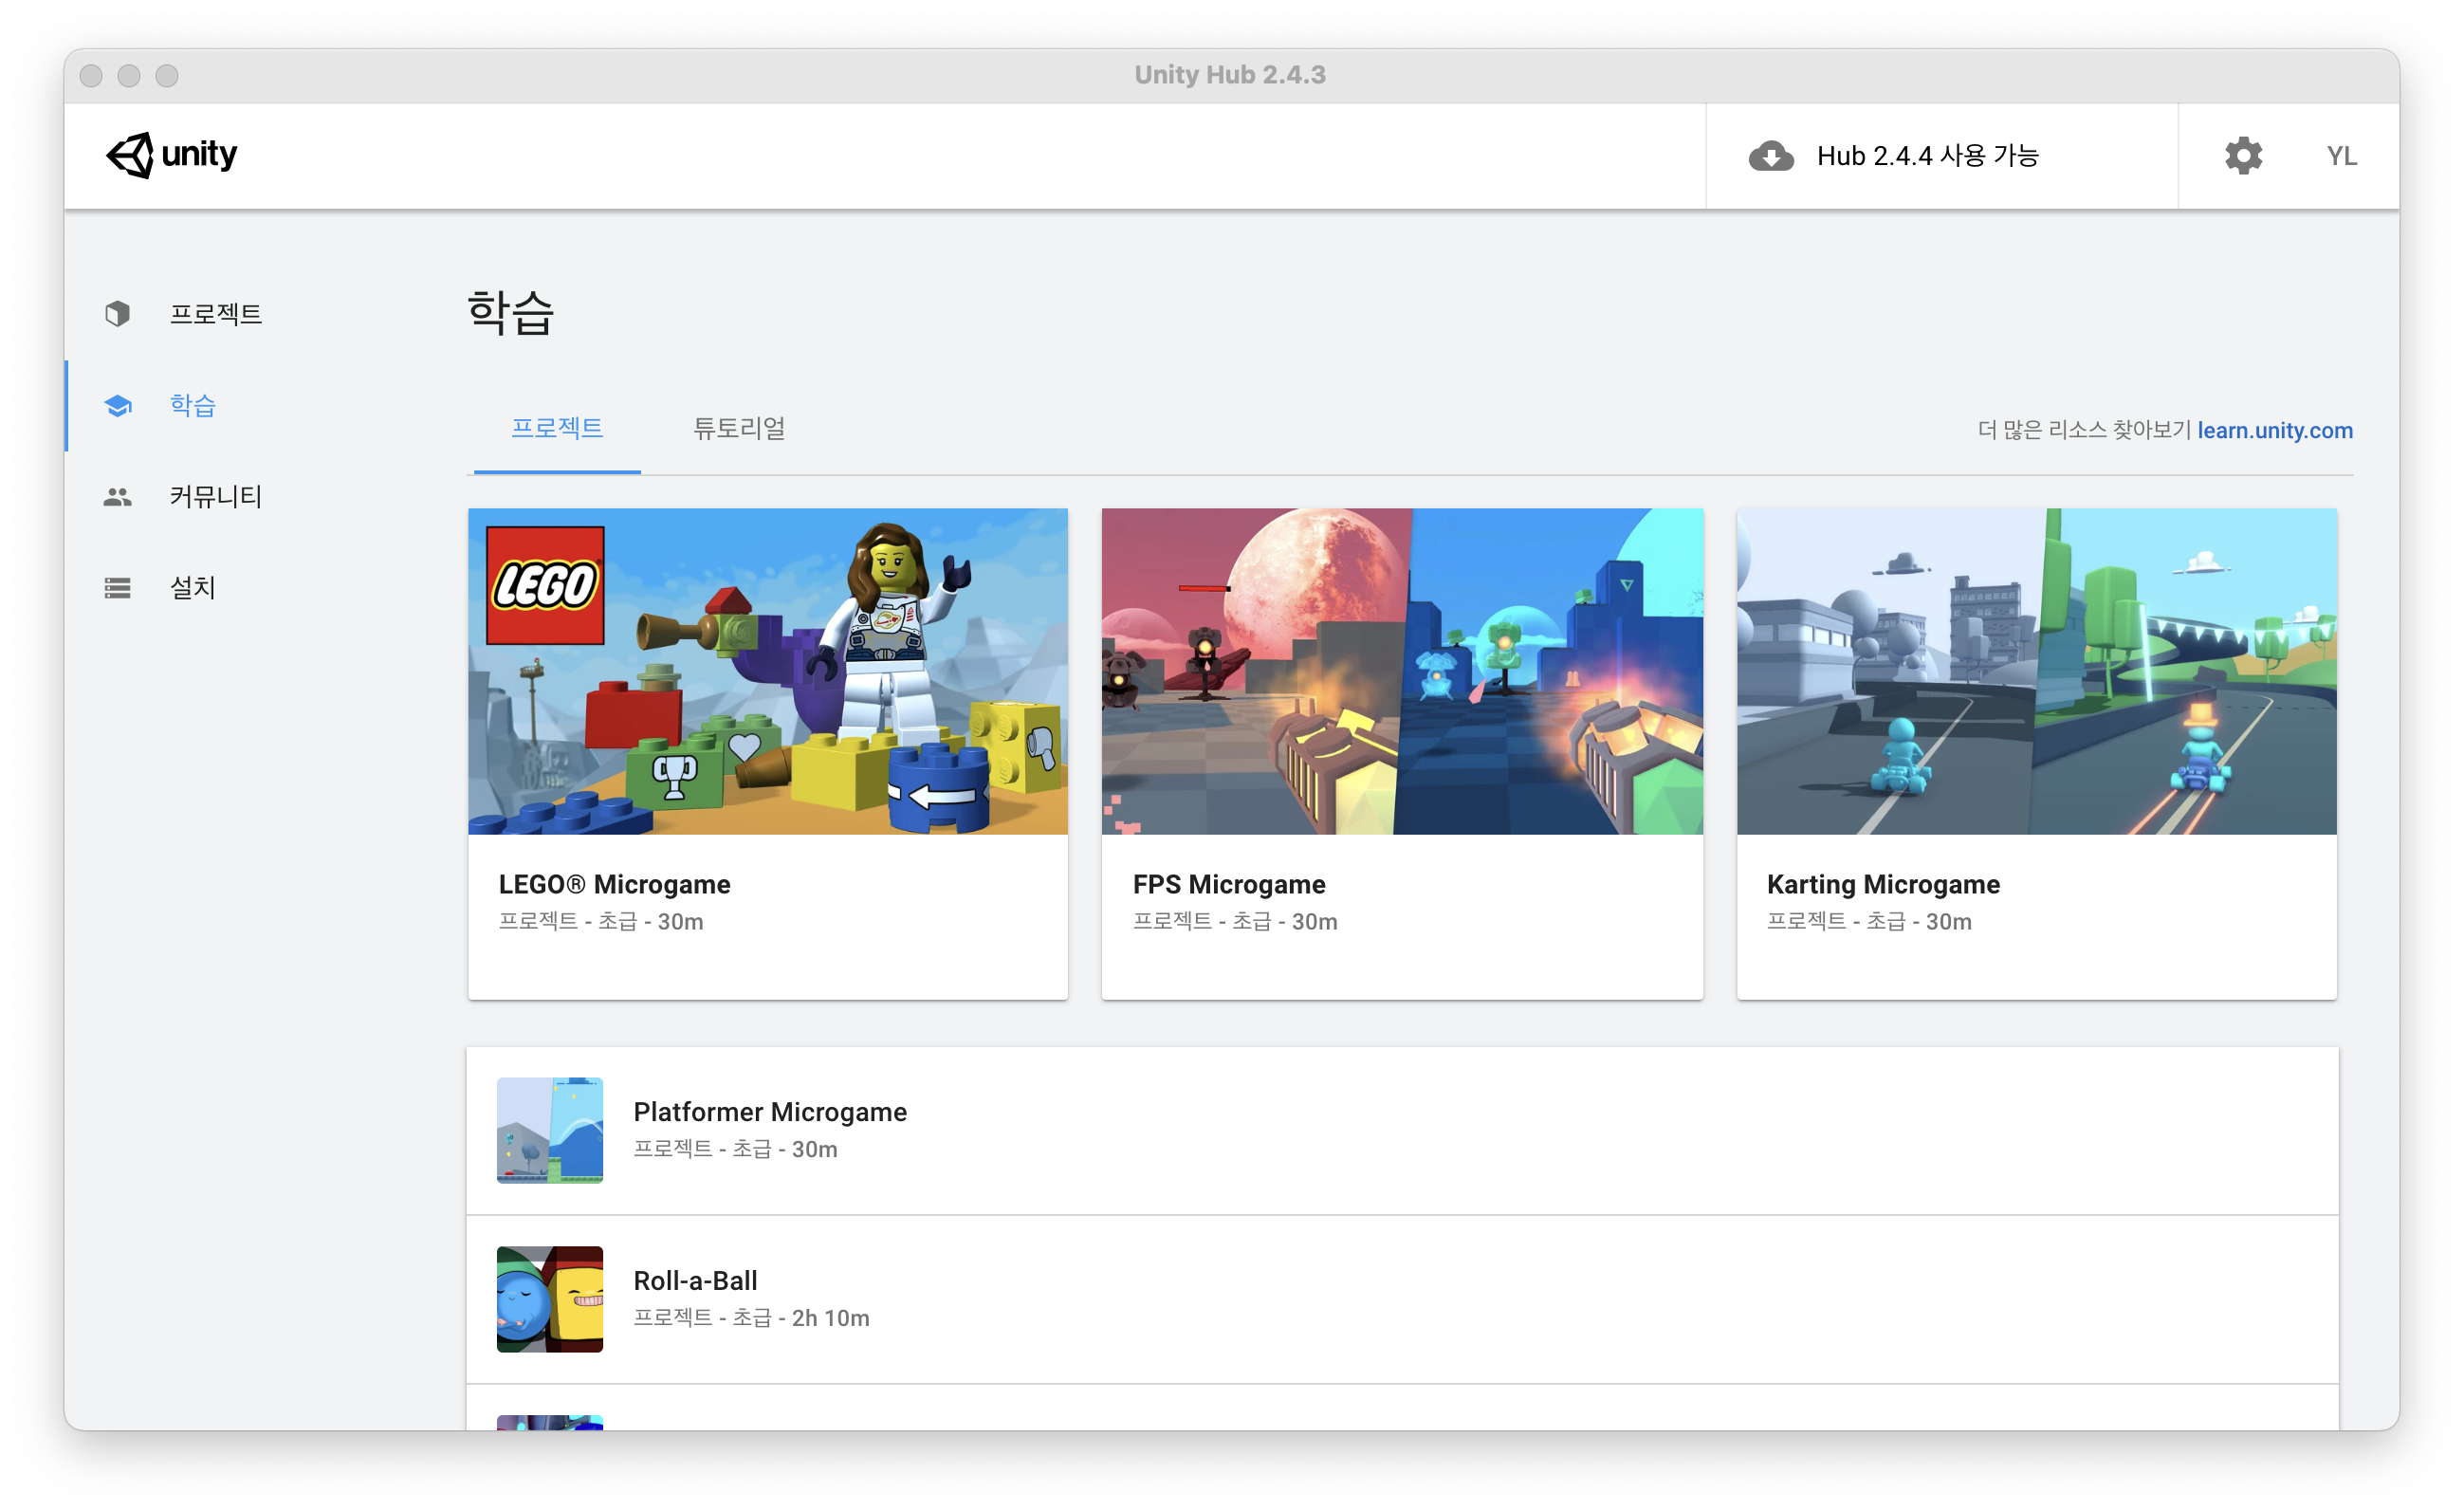 Unity Hub 2.4.3
unity
Hub 2.4.4 사용 가능
YL
프로젝트
학습
커뮤니티
설치
학습
프로젝트
튜토리얼
더 많은 리소스 찾아보기 learn.unity.com
LEGO
LEGO® Microgame
프로젝트 - 초급 - 30m
FPS Microgame
프로젝트 - 초급 - 30m
Karting Microgame
프로젝트 - 초급 - 30m
Platformer Microgame
프로젝트 - 초급 - 30m
Roll-a-Ball
프로젝트 - 초급 - 2h 10m